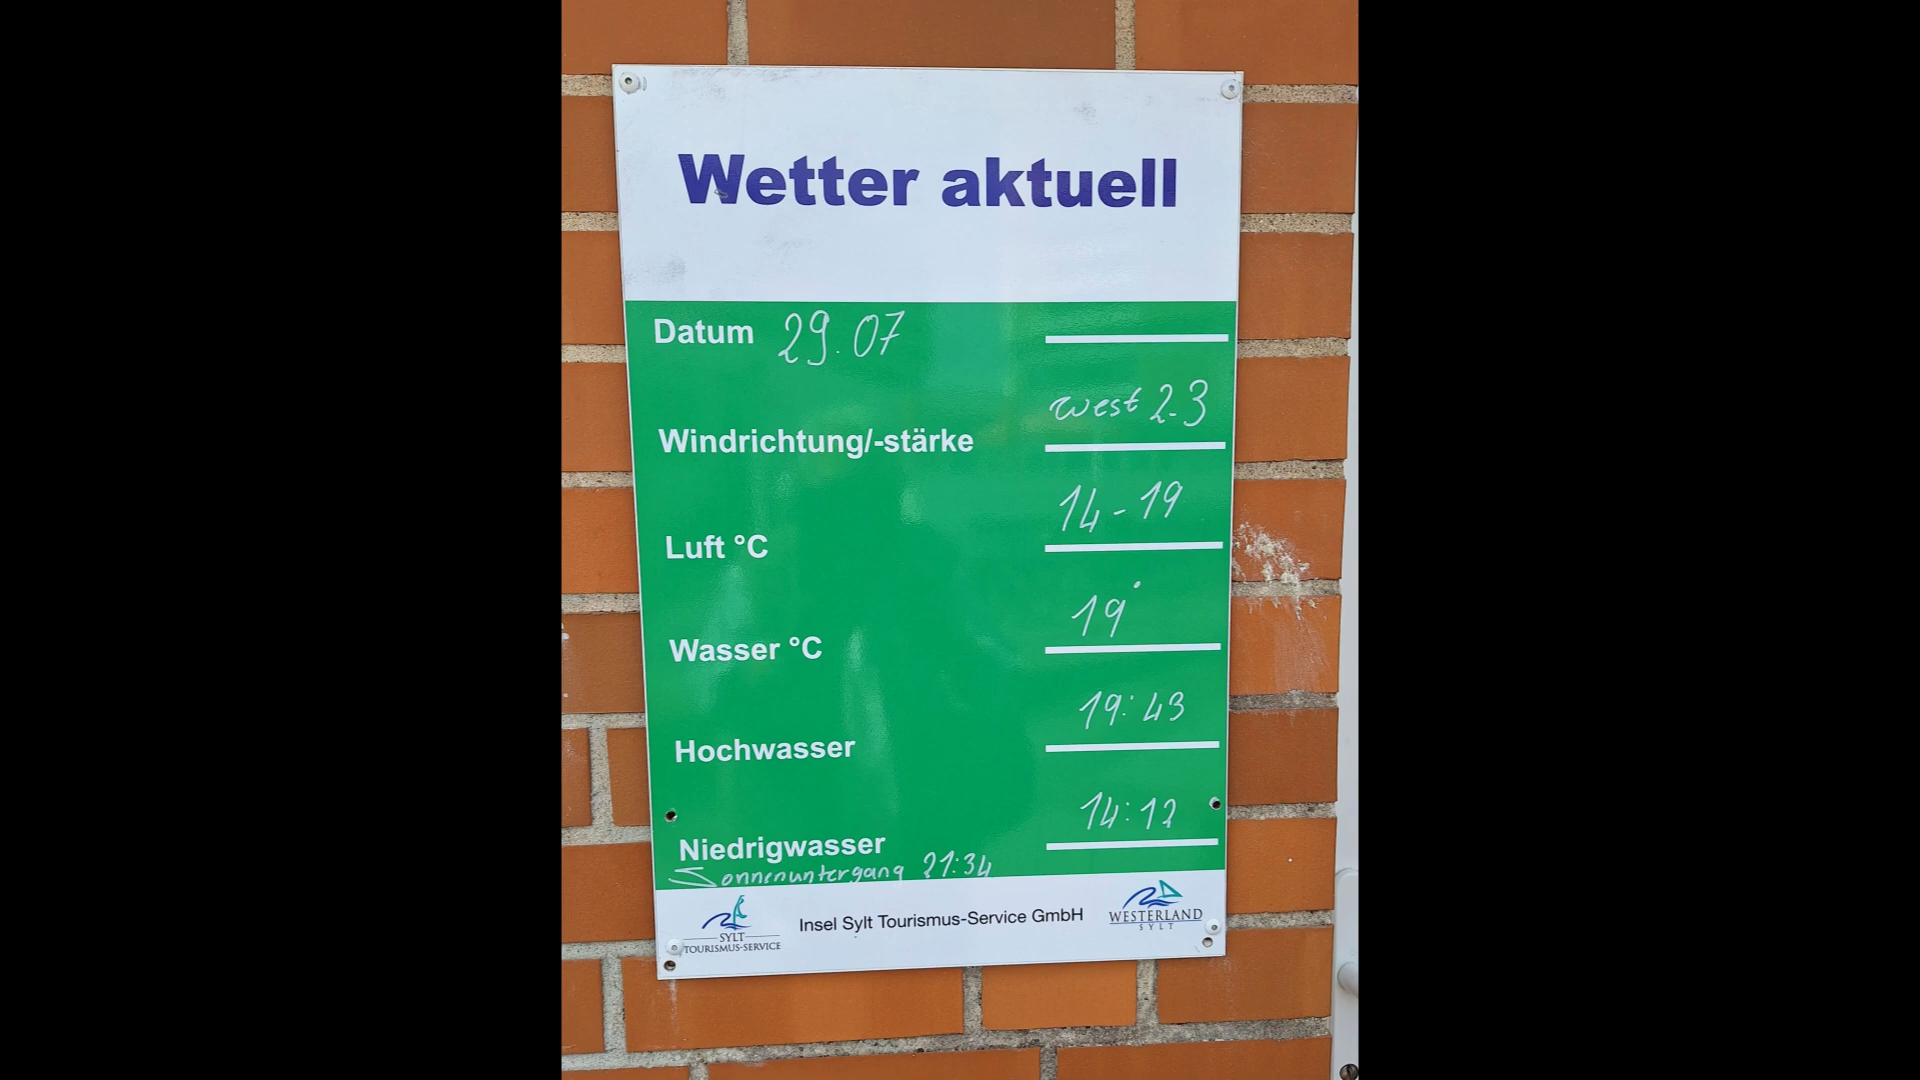 Wetter aktuell
Datum 29.07
west 2-3
Windrichtung/-stärke
14-19
Luft °C
19°
Wasser °C
19:43
Hochwasser
14:12
Niedrigwasser
Sonnenuntergang 21:34
SYLT
TOURISMUS-SERVICE
Insel Sylt Tourismus-Service GmbH
WESTERLAND
SYLT